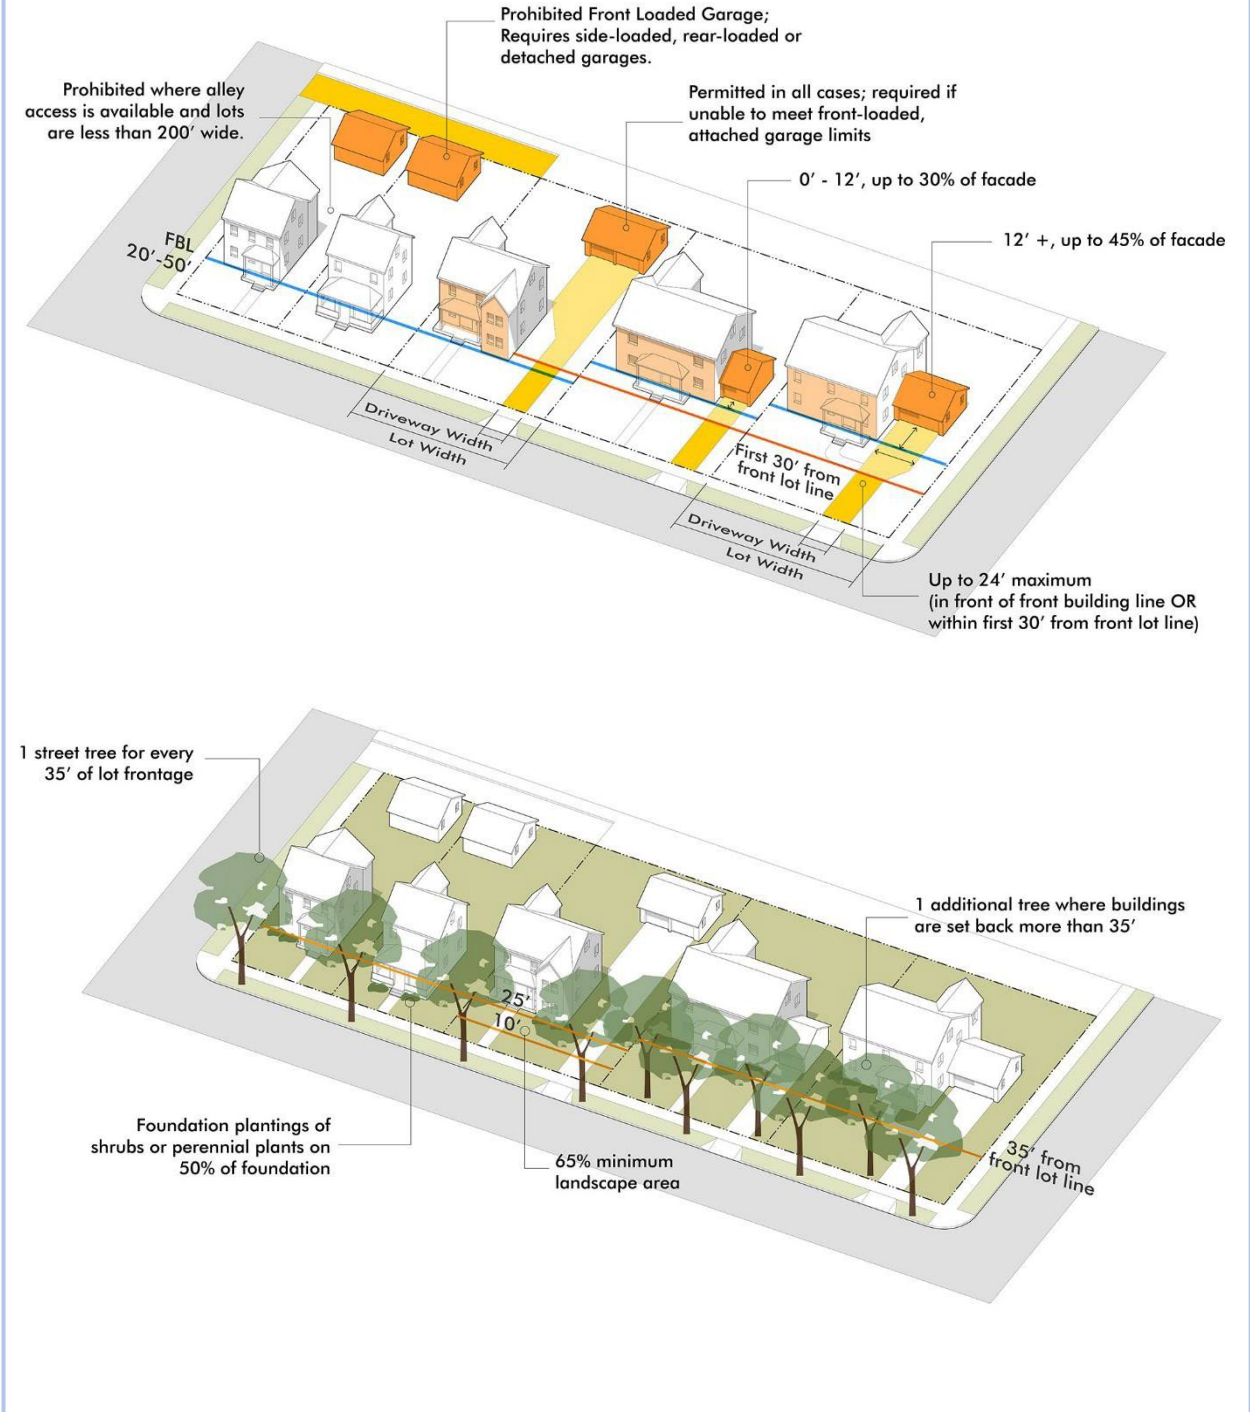 Prohibited Front Loaded Garage;
Requires side-loaded, rear-loaded or
detached garages.
Prohibited where alley
access is available and lots
are less than 200' wide.
Permitted in all cases; required if
unable to meet front-loaded,
attached garage limits
0' - 12', up to 30% of facade
12' +, up to 45% of facade
FBL
20'-50'
Driveway Width
Lot Width
First 30' from
front lot line
Driveway Width
Lot Width
Up to 24' maximum
(in front of front building line OR
within first 30' from front lot line)
1 street tree for every
35' of lot frontage
1 additional tree where buildings
are set back more than 35'
25'
10'
Foundation plantings of
shrubs or perennial plants on
50% of foundation
65% minimum
landscape area
35' from
front lot line